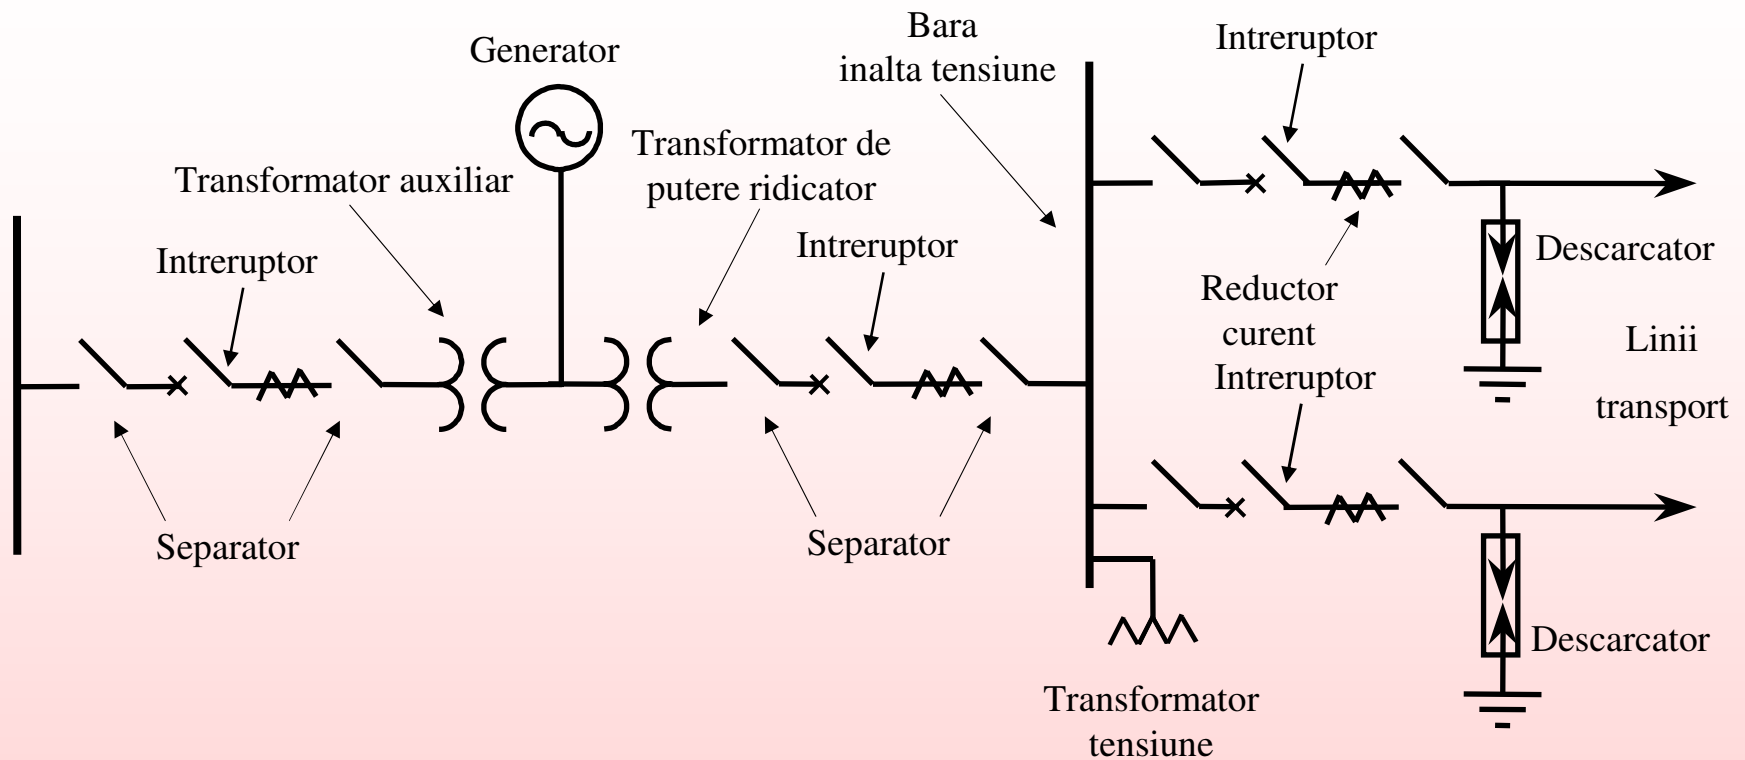 Bara
inalta tensiune
Intreruptor
Generator
Transformator de
putere ridicator
Transformator auxiliar
Intreruptor
Intreruptor
Descarcator
Reductor
curent
Linii
transport
Intreruptor
Separator
Separator
Descarcator
Transformator
tensiune